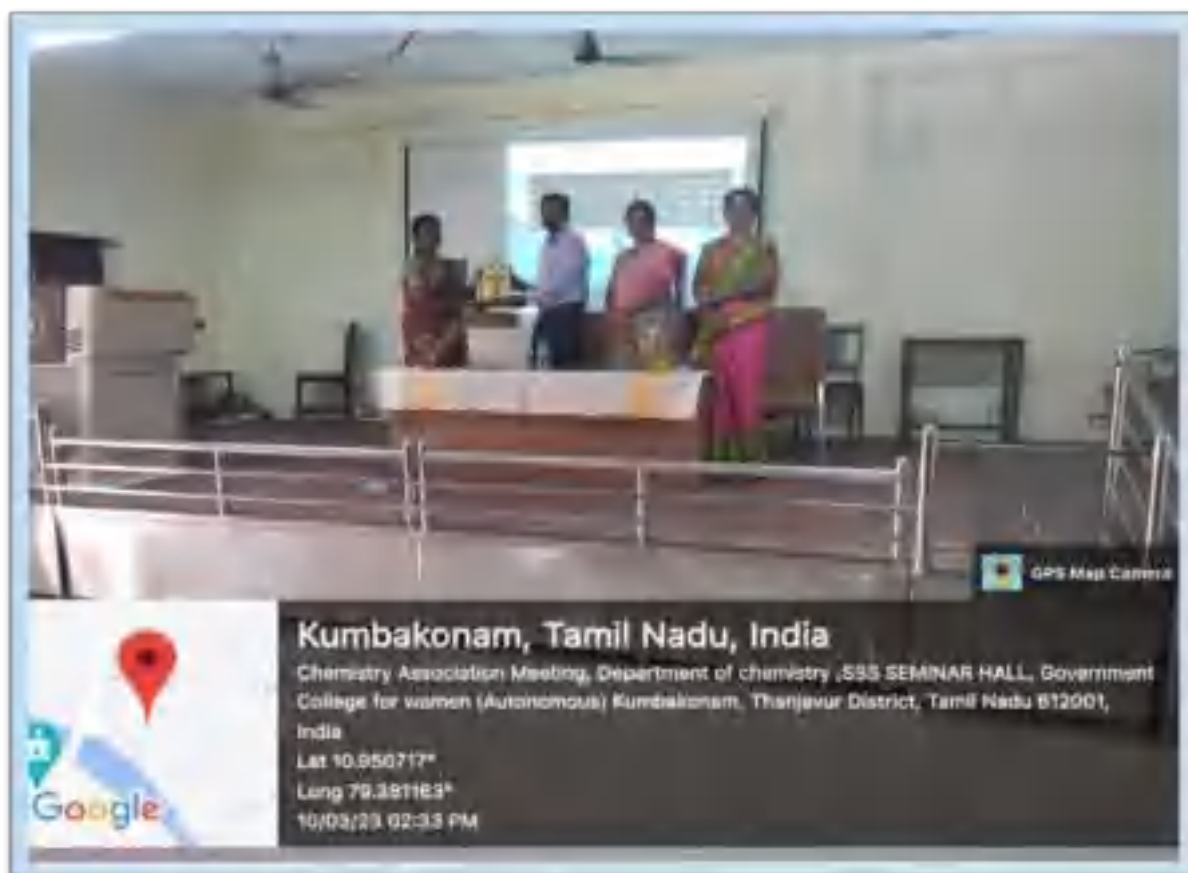 GPS Map Camera
Kumbakonam, Tamil Nadu, India
Chemistry Association Meeting, Department of chemistry ,SSS SEMINAR HALL, Government
College for women (Autonomous) Kumbakonam, Thanjavur District, Tamil Nadu 612001,
India
Lat 10.956717°
Long 79.381163°
10/03/23 02:33 PM
Google